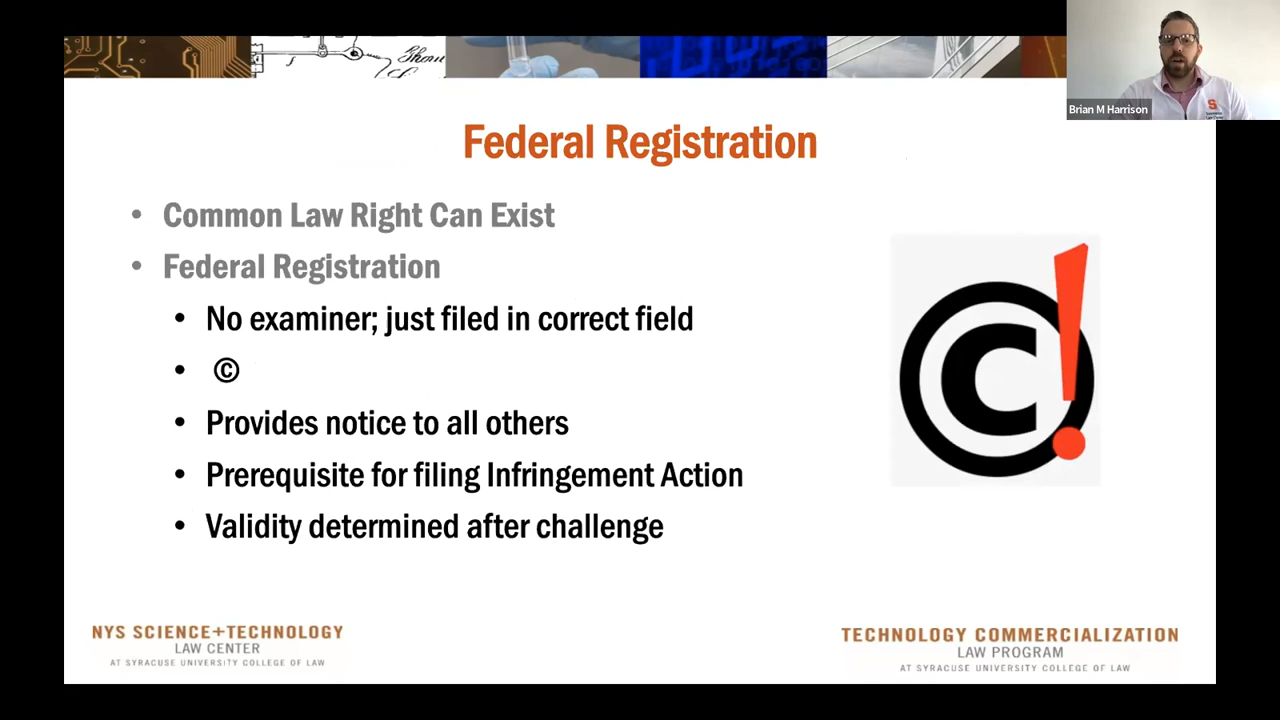 Brian M Harrison
Federal Registration
• Common Law Right Can Exist
• Federal Registration
• No examiner; just filed in correct field
• ©
• Provides notice to all others
• Prerequisite for filing Infringement Action
• Validity determined after challenge
©!
NYS SCIENCE+TECHNOLOGY
LAW CENTER
AT SYRACUSE UNIVERSITY COLLEGE OF LAW
TECHNOLOGY COMMERCIALIZATION
LAW PROGRAM
AT SYRACUSE UNIVERSITY COLLEGE OF LAW